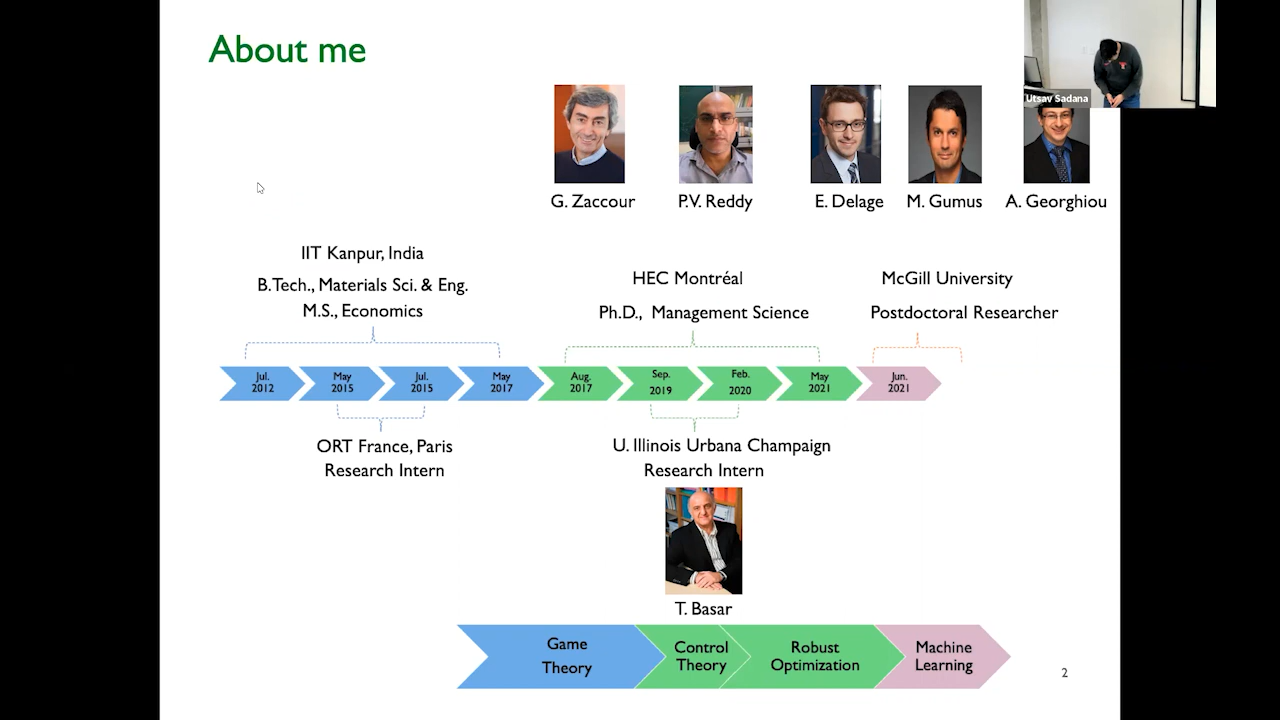 About me
Utsav Sadana
G. Zaccour
P.V. Reddy
E. Delage
M. Gumus
A. Georghiou
IIT Kanpur, India
B.Tech., Materials Sci. & Eng.
M.S., Economics
HEC Montréal
Ph.D., Management Science
McGill University
Postdoctoral Researcher
Jul.
2012
May
2015
Jul.
2015
May
2017
Aug.
2017
Sep.
2019
Feb.
2020
May
2021
Jun.
2021
ORT France, Paris
Research Intern
U. Illinois Urbana Champaign
Research Intern
T. Basar
Game
Theory
Control
Theory
Robust
Optimization
Machine
Learning
2